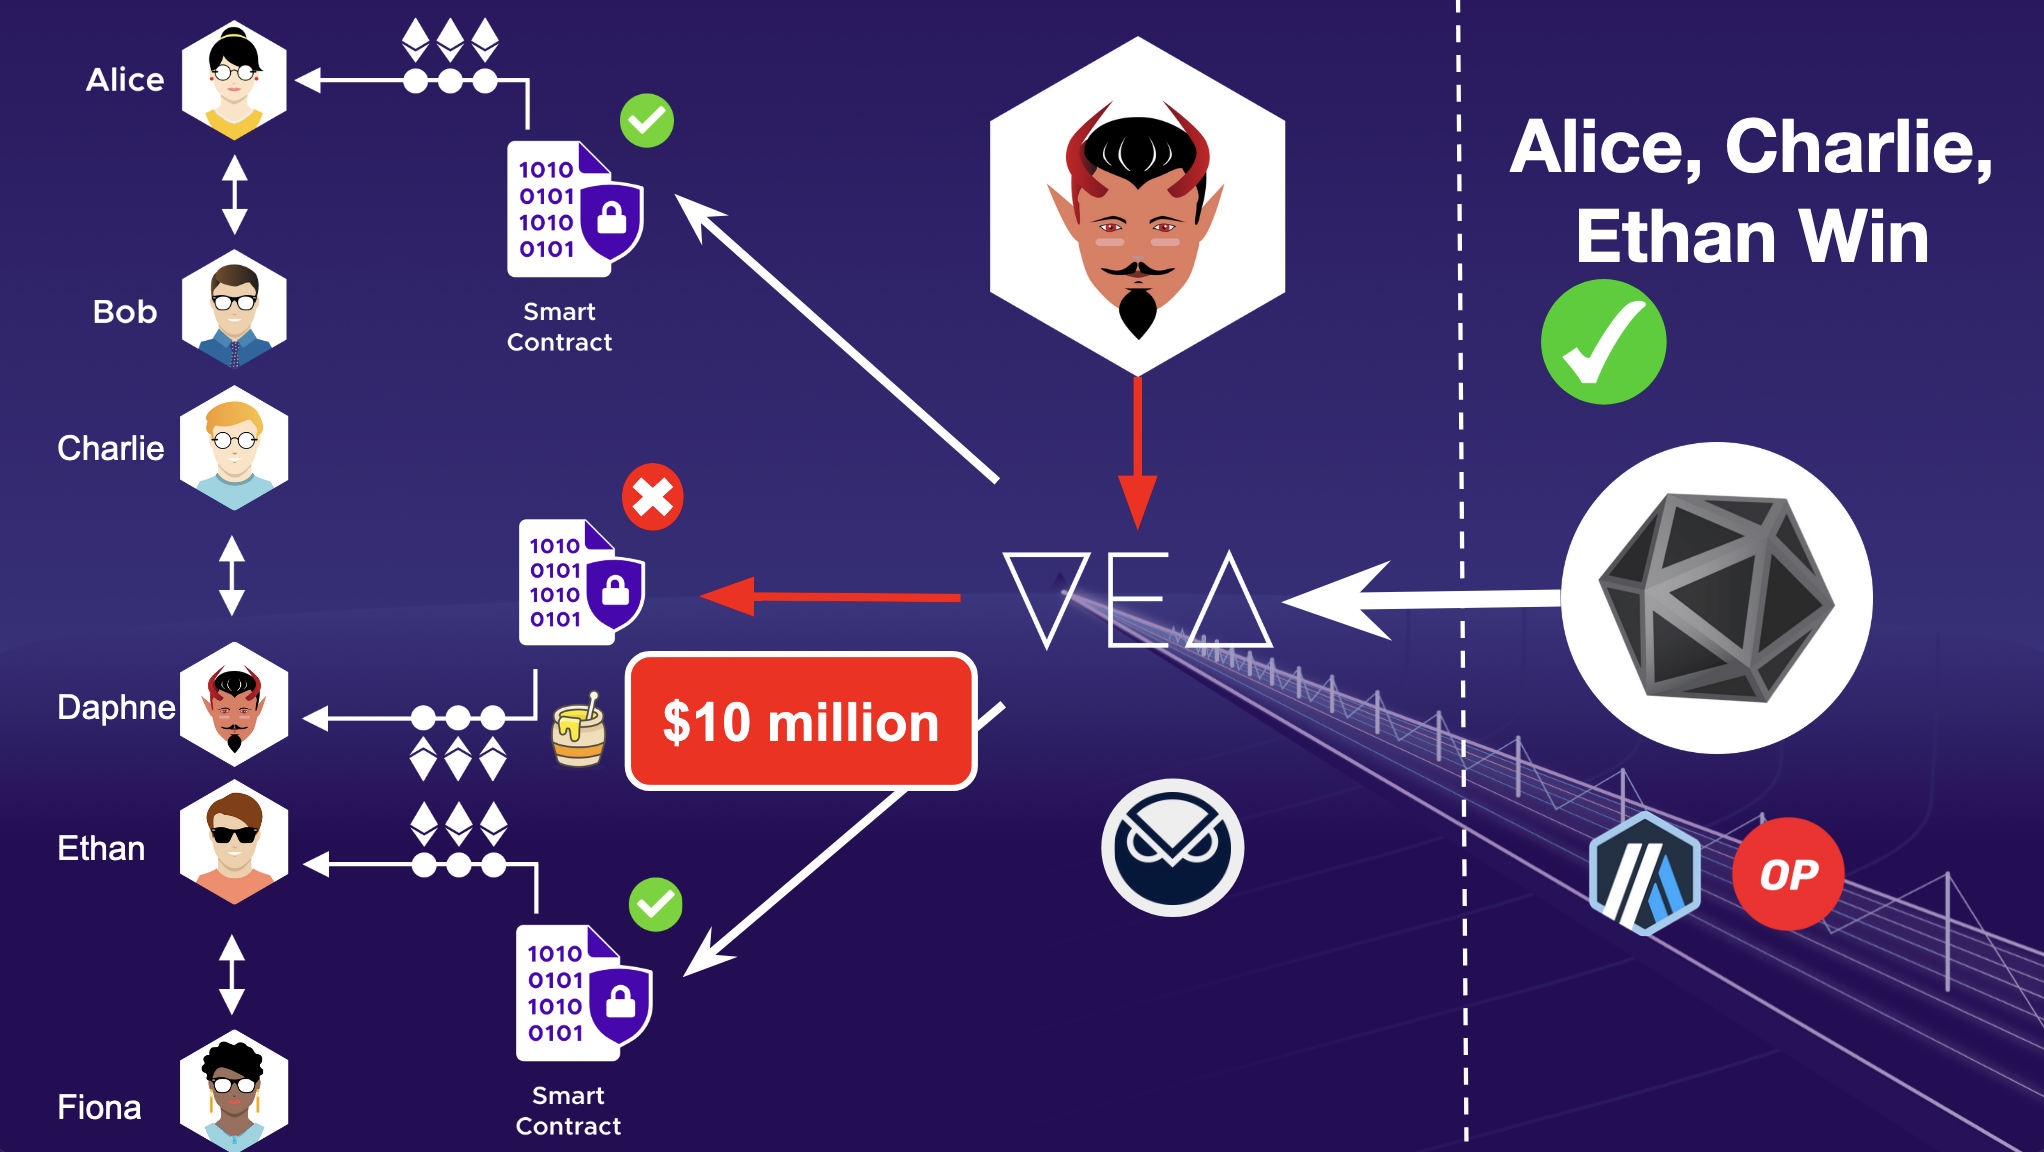 Alice
Bob
Charlie
Daphne
Ethan
Fiona
1010
0101
1010
0101
Smart
Contract
1010
0101
1010
0101
$10 million
1010
0101
1010
0101
Smart
Contract
VEA
Alice, Charlie,
Ethan Win
OP